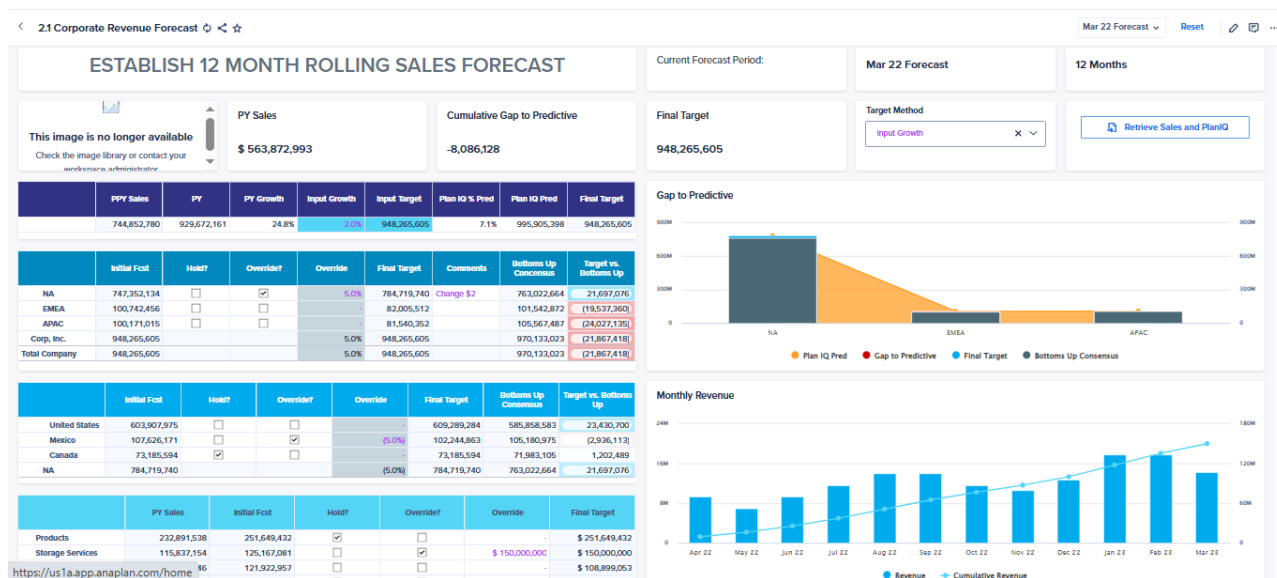 2.1 Corporate Revenue Forecast
Mar 22 Forecast
Reset
ESTABLISH 12 MONTH ROLLING SALES FORECAST
Current Forecast Period:
Mar 22 Forecast
12 Months
This image is no longer available
Check the image library or contact your
workspace administrator
PY Sales
$ 563,872,993
Cumulative Gap to Predictive
-8,086,128
Final Target
948,265,605
Target Method
Input Growth
Retrieve Sales and PlanIQ
PPY Sales PY PY Growth Input Growth Input Target Plan IQ % Pred Plan IQ Pred Final Target
744,852,780 929,672,161 24.8% 2.0% 948,265,605 7.1% 995,905,398 948,265,605
Initial Fcst Hold? Override? Override Final Target Comments Bottoms Up Consensus Target vs. Bottoms Up
NA 747,352,134 5.0% 784,719,740 Change $2 763,022,664 21,697,076
EMEA 100,742,456 - 82,005,512 101,542,872 (19,537,360)
APAC 100,171,015 - 81,540,352 105,567,487 (24,027,135)
Corp, Inc. 948,265,605 5.0% 948,265,605 970,133,023 (21,867,418)
Total Company 948,265,605 5.0% 948,265,605 970,133,023 (21,867,418)
Initial Fcst Hold? Override? Override Final Target Bottoms Up Consensus Target vs. Bottoms Up
United States 603,907,975 - 609,289,284 585,858,583 23,430,700
Mexico 107,626,171 (5.0%) 102,244,863 105,180,975 (2,936,113)
Canada 73,185,594 - 73,185,594 71,983,105 1,202,489
NA 784,719,740 (5.0%) 784,719,740 763,022,664 21,697,076
PY Sales Initial Fcst Hold? Override? Override Final Target
Products 232,891,538 251,649,432 - $ 251,649,432
Storage Services 115,837,154 125,167,081 $ 150,000,000 $ 150,000,000
46 121,922,957 - $ 108,899,053
https://us1a.app.anaplan.com/home
Gap to Predictive
900M 900M
600M 600M
300M 300M
0 0
NA EMEA APAC
Plan IQ Pred Gap to Predictive Final Target Bottoms Up Consensus
Monthly Revenue
24M 180M
16M 120M
8M 60M
0 0
Apr 22 May 22 Jun 22 Jul 22 Aug 22 Sep 22 Oct 22 Nov 22 Dec 22 Jan 23 Feb 23 Mar 23
Revenue Cumulative Revenue